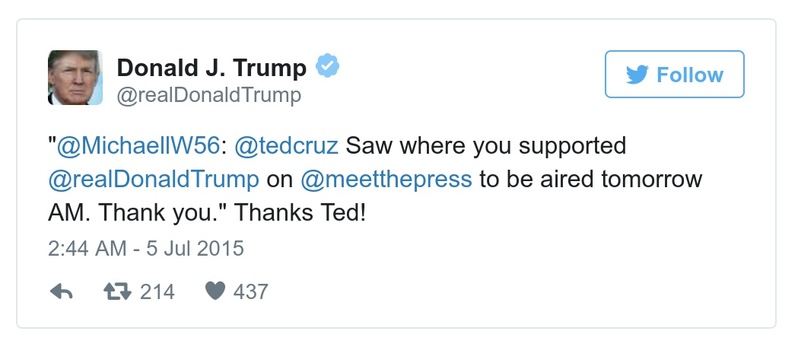 Donald J. Trump
@realDonaldTrump
Follow
"@MichaellW56: @tedcruz Saw where you supported
@realDonaldTrump on @meetthepress to be aired tomorrow
AM. Thank you." Thanks Ted!
2:44 AM - 5 Jul 2015
214 437